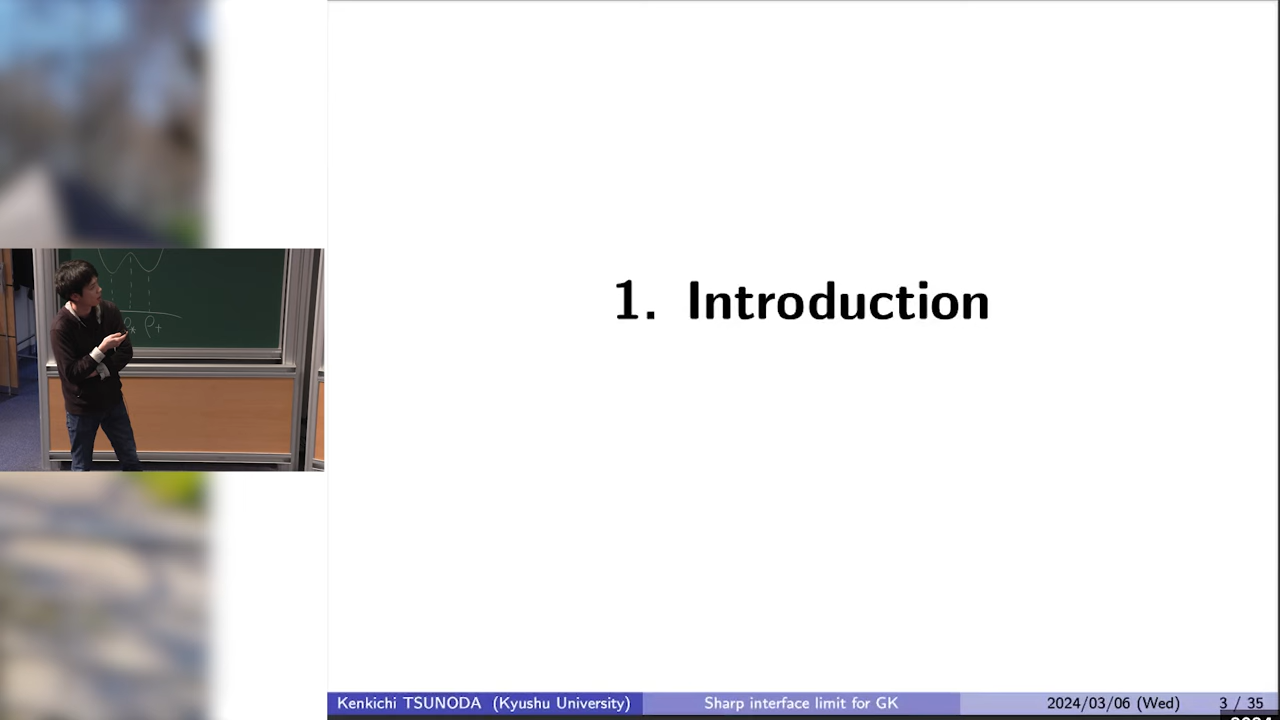 1. Introduction
ρ* ρ+
Kenkichi TSUNODA (Kyushu University) Sharp interface limit for GK 2024/03/06 (Wed) 3 / 35